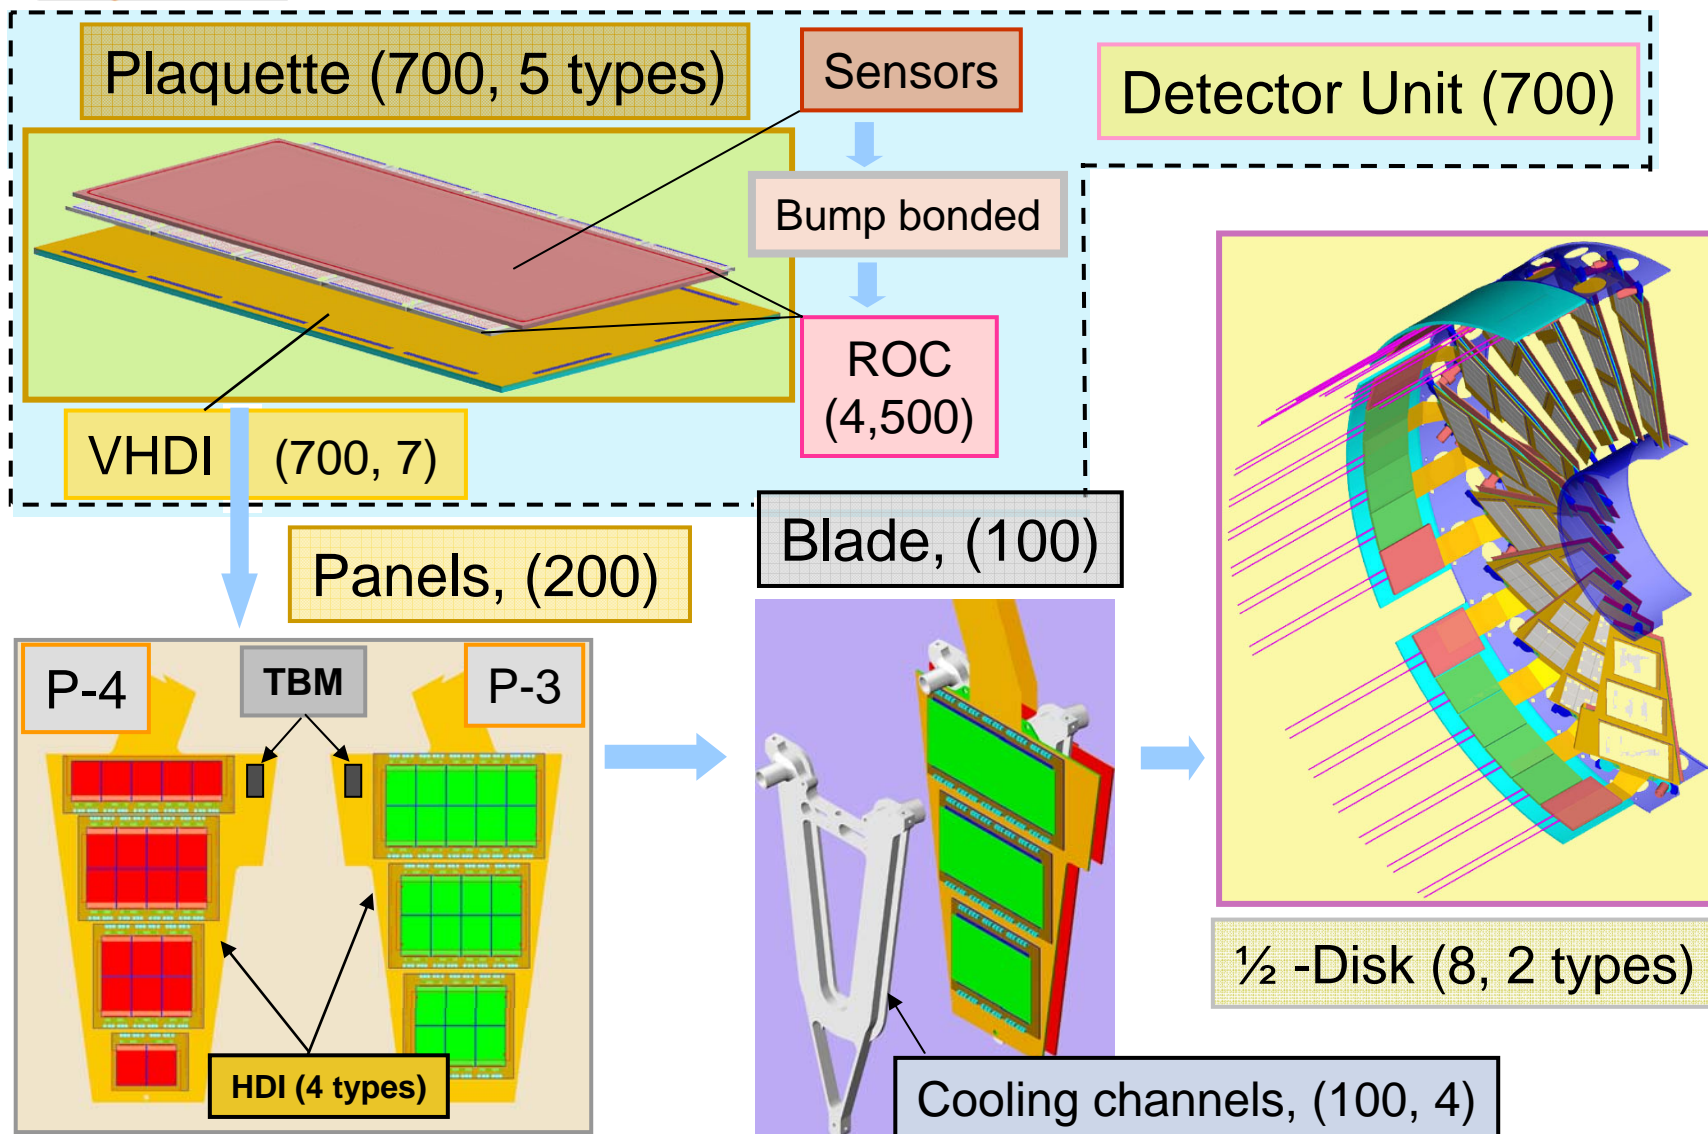 Plaquette (700, 5 types)
Sensors
Detector Unit (700)
Bump bonded
ROC
(4,500)
VHDI (700, 7)
Blade, (100)
Panels, (200)
P-4
TBM
P-3
½ -Disk (8, 2 types)
HDI (4 types)
Cooling channels, (100, 4)